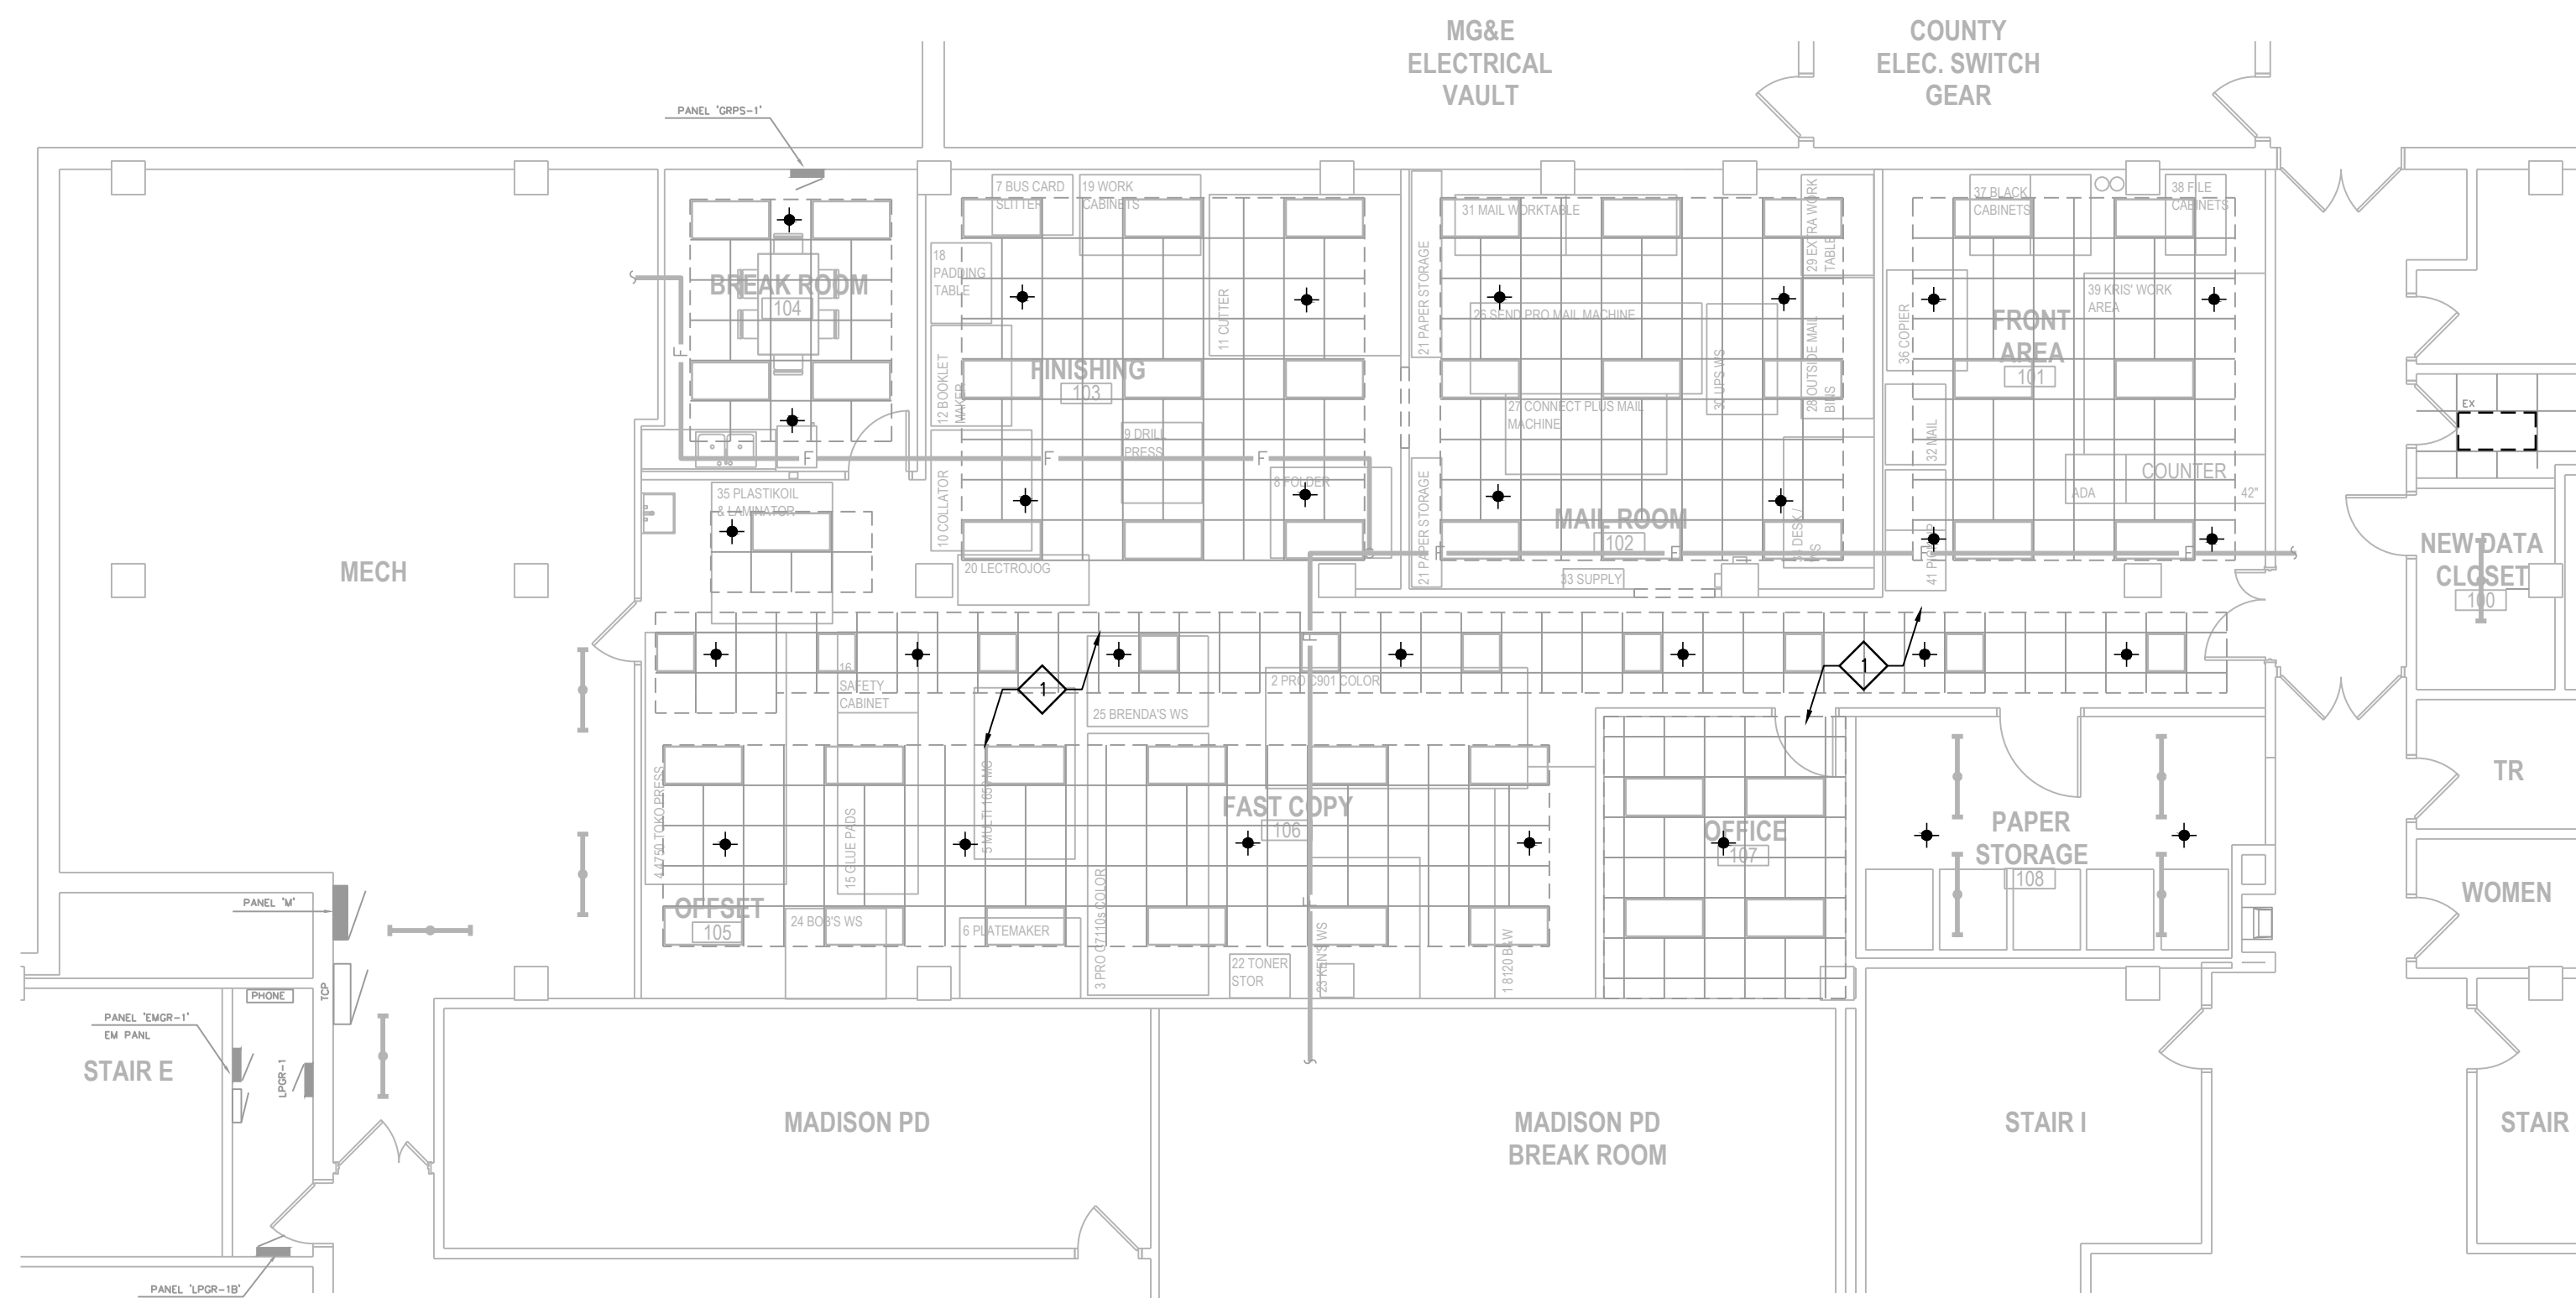 MG&E
ELECTRICAL
VAULT
COUNTY
ELEC. SWITCH
GEAR
PANEL 'GRPS-1'
7 BUS CARD
SLITTER
19 WORK
CABINETS
31 MAIL WORKTABLE
29 EXTRA WORK
TABLE
37 BLACK
CABINETS
38 FILE
CABINETS
18
PADDING
TABLE
21 PAPER STORAGE
BREAK ROOM
104
11 CUTTER
26 SEND PRO MAIL MACHINE
30 UPS WS
28 OUTSIDE MAIL
BINS
36 COPIER
39 KRIS' WORK
AREA
FRONT
AREA
101
F
FINISHING
103
12 BOOKLET
MAKER
27 CONNECT PLUS MAIL
MACHINE
EX
9 DRILL
PRESS
32 MAIL
F
F
F
COUNTER
ADA
42"
8 FOLDER
35 PLASTIKOIL
& LAMINATOR
10 COLLATOR
21 PAPER STORAGE
MAIL ROOM
102
DESK /
WS
F
F
F
F
NEW DATA
CLOSET
100
MECH
20 LECTROJOG
33 SUPPLY
F
16
SAFETY
CABINET
1
25 BRENDA'S WS
2 PRO C901 COLOR
1
4 4750 TOKO PRESS
15 GLUE PADS
5 MULTI 1650 MC
FAST COPY
106
OFFICE
107
PAPER
STORAGE
108
TR
WOMEN
PANEL 'M'
OFFSET
105
24 BOB'S WS
6 PLATEMAKER
3 PRO C7110s COLOR
F
22 TONER
STOR
23 KEN'S WS
1 8120 B&W
PHONE
TCP
PANEL 'EMGR-1'
EM PANL
STAIR E
LPGR-1
MADISON PD
MADISON PD
BREAK ROOM
STAIR I
STAIR
PANEL 'LPGR-1B'